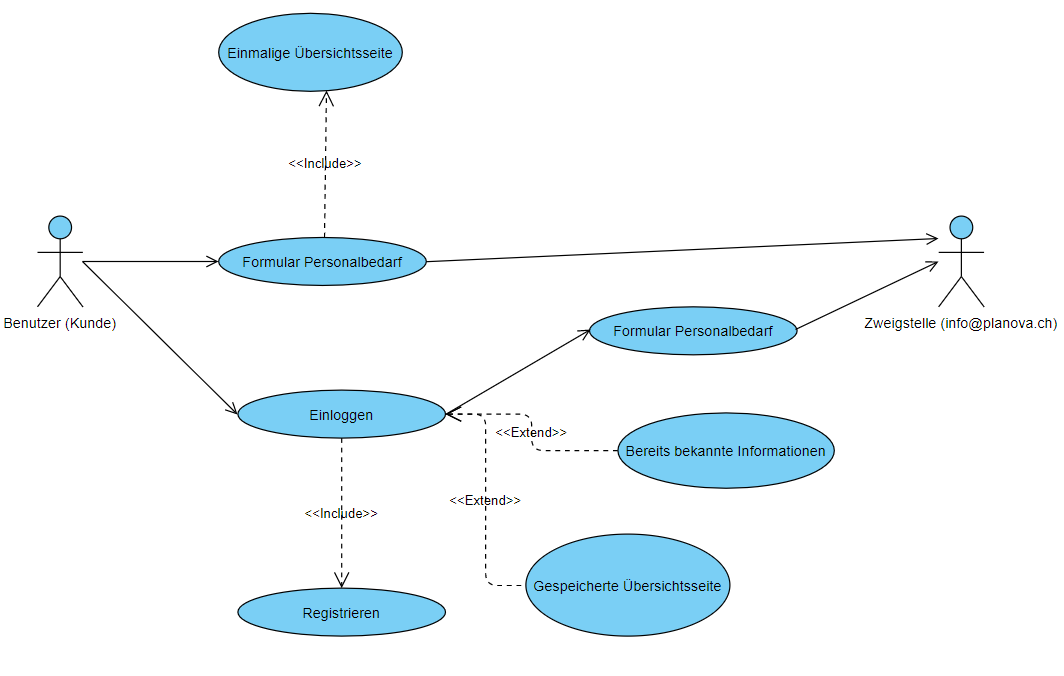 Einmalige Übersichtsseite
<<Include>>
Formular Personalbedarf
Benutzer (Kunde)
Zweigstelle (info@planova.ch)
Formular Personalbedarf
Einloggen
<<Extend>>
Bereits bekannte Informationen
<<Extend>>
<<Include>>
Gespeicherte Übersichtsseite
Registrieren